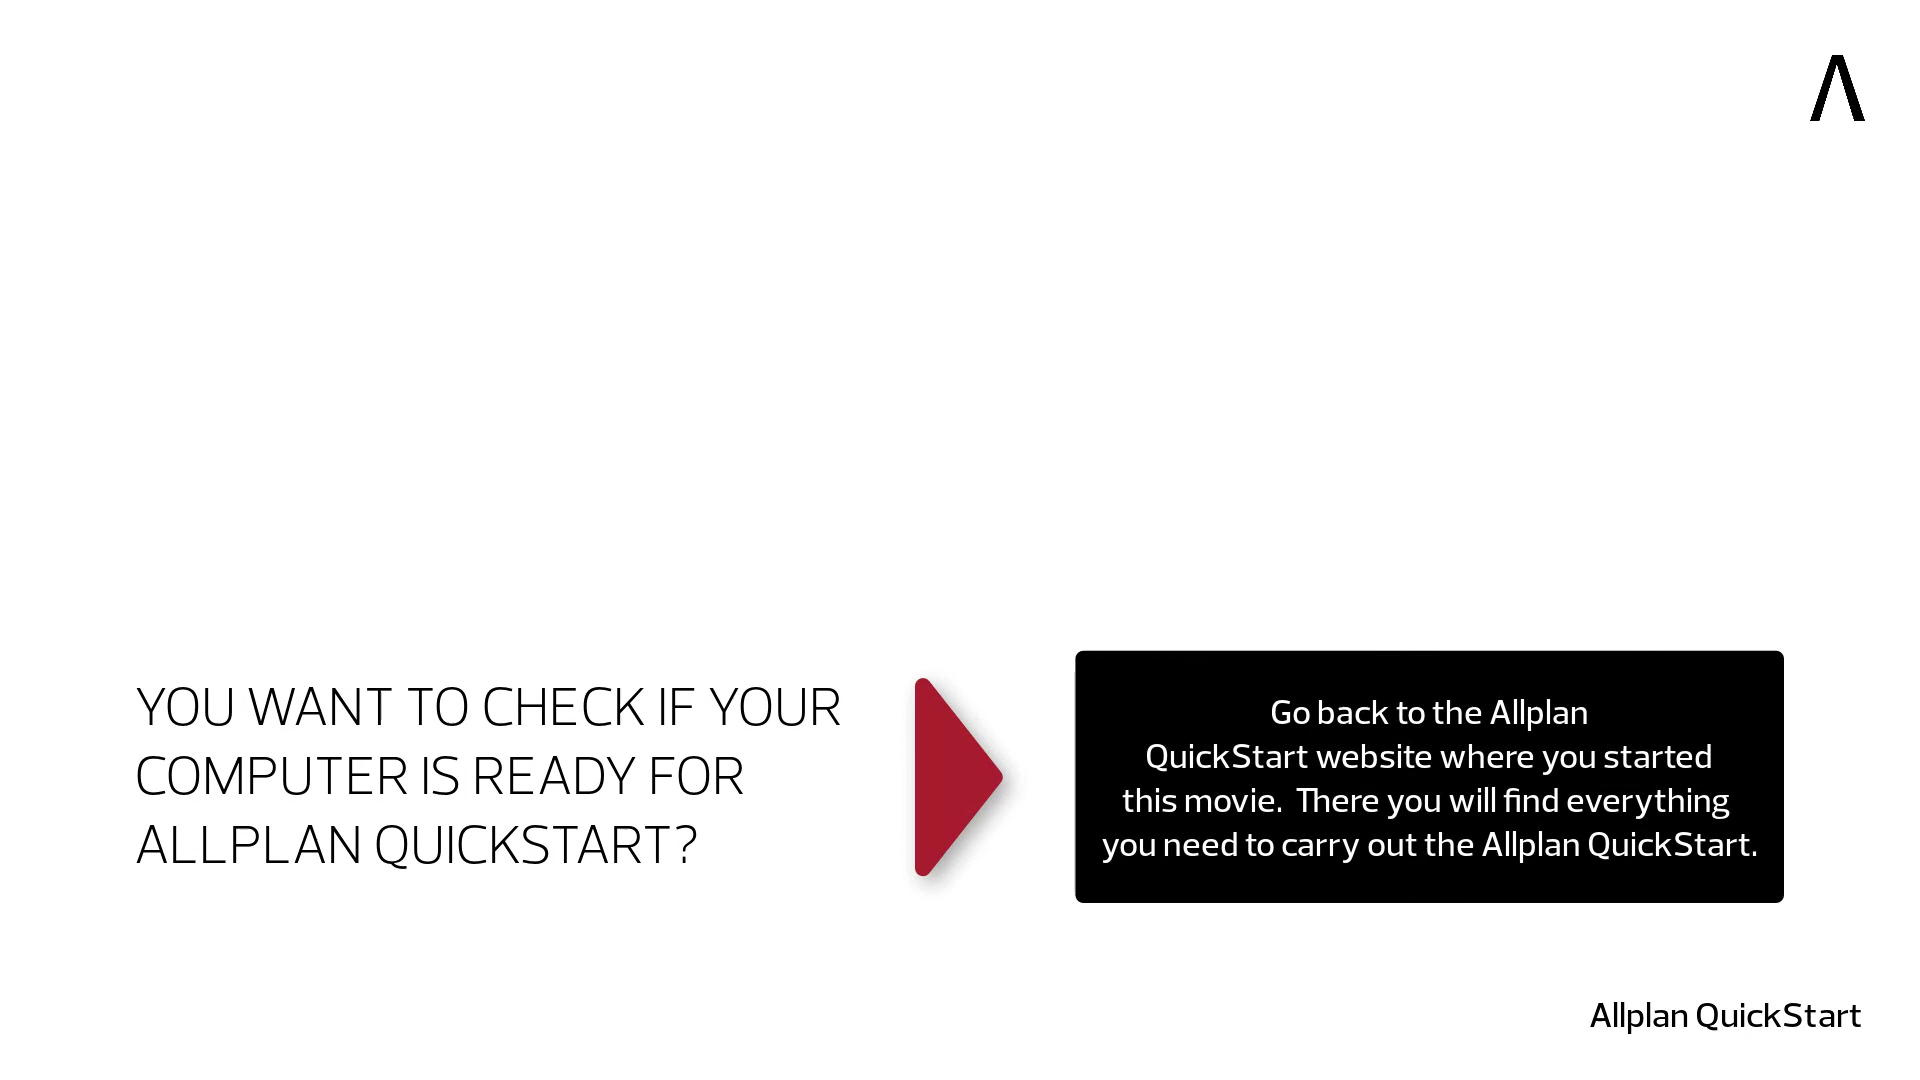 YOU WANT TO CHECK IF YOUR
COMPUTER IS READY FOR
ALLPLAN QUICKSTART?
Go back to the Allplan
QuickStart website where you started
this movie.  There you will find everything
you need to carry out the Allplan QuickStart.
Allplan QuickStart